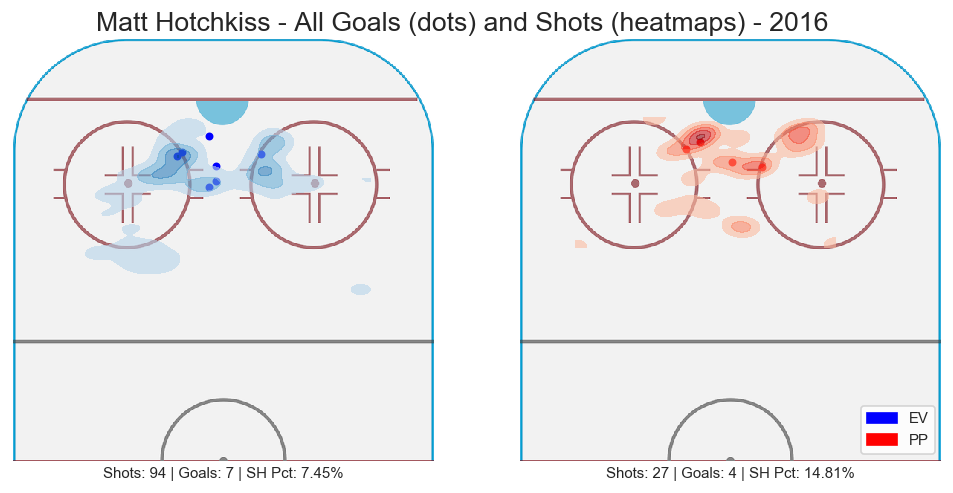 Matt Hotchkiss - All Goals (dots) and Shots (heatmaps) - 2016
EV
PP
Shots: 94 | Goals: 7 | SH Pct: 7.45%
Shots: 27 | Goals: 4 | SH Pct: 14.81%